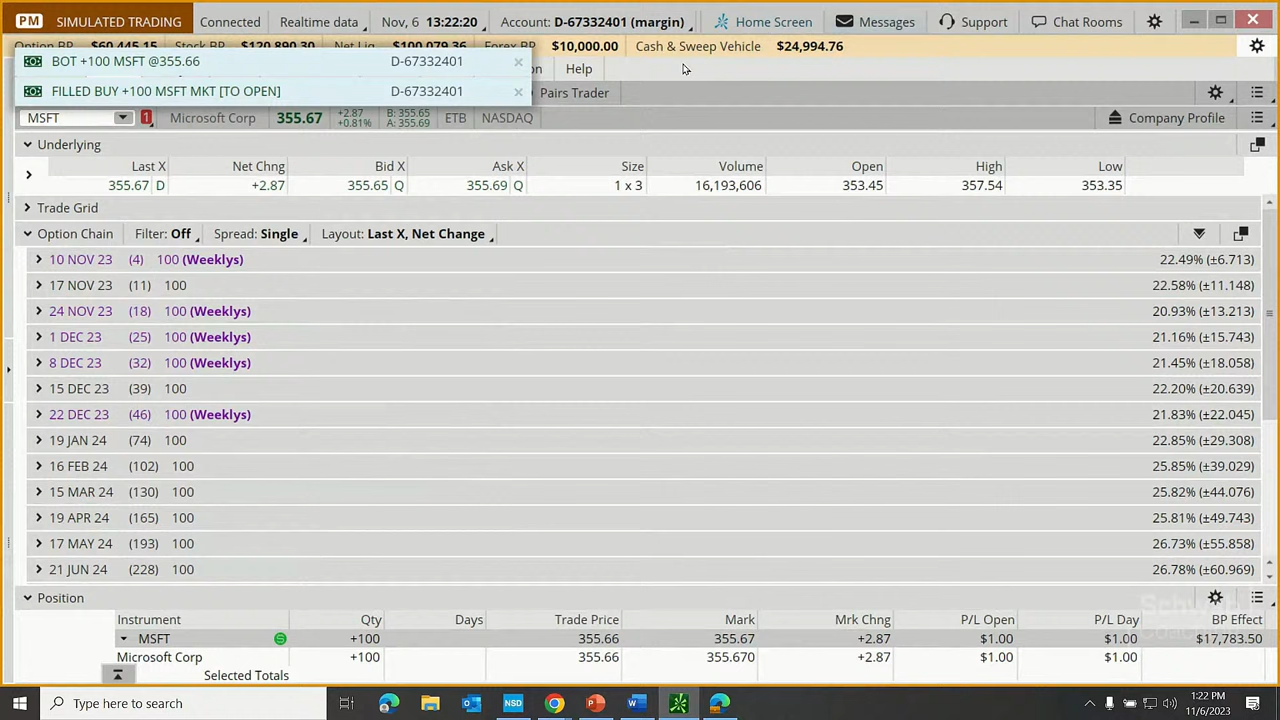 PM SIMULATED TRADING Connected Realtime data Nov, 6 13:22:20 Account: D-67332401 (margin) Home Screen Messages Support Chat Rooms
Option BP $60,445.15 Stock BP $120,890.30 Net Liq $100,079.36 Forex BP $10,000.00 Cash & Sweep Vehicle $24,994.76
BOT +100 MSFT @355.66 D-67332401
Help
FILLED BUY +100 MSFT MKT [TO OPEN] D-67332401 Pairs Trader
MSFT 1 Microsoft Corp 355.67 +2.87 +0.81% B: 355.65 A: 355.69 ETB NASDAQ Company Profile
Underlying
Last X Net Chng Bid X Ask X Size Volume Open High Low
355.67 D +2.87 355.65 Q 355.69 Q 1 x 3 16,193,606 353.45 357.54 353.35
Trade Grid
Option Chain Filter: Off Spread: Single Layout: Last X, Net Change
10 NOV 23 (4) 100 (Weeklys) 22.49% (±6.713)
17 NOV 23 (11) 100 22.58% (±11.148)
24 NOV 23 (18) 100 (Weeklys) 20.93% (±13.213)
1 DEC 23 (25) 100 (Weeklys) 21.16% (±15.743)
8 DEC 23 (32) 100 (Weeklys) 21.45% (±18.058)
15 DEC 23 (39) 100 22.20% (±20.639)
22 DEC 23 (46) 100 (Weeklys) 21.83% (±22.045)
19 JAN 24 (74) 100 22.85% (±29.308)
16 FEB 24 (102) 100 25.85% (±39.029)
15 MAR 24 (130) 100 25.82% (±44.076)
19 APR 24 (165) 100 25.81% (±49.743)
17 MAY 24 (193) 100 26.73% (±55.858)
21 JUN 24 (228) 100 26.78% (±60.969)
Position
Instrument Qty Days Trade Price Mark Mrk Chng P/L Open P/L Day BP Effect
MSFT S +100 355.66 355.67 +2.87 $1.00 $1.00 $17,783.50
Microsoft Corp +100 355.66 355.670 +2.87 $1.00 $1.00
Selected Totals
Type here to search NSD 1:22 PM
11/6/2023